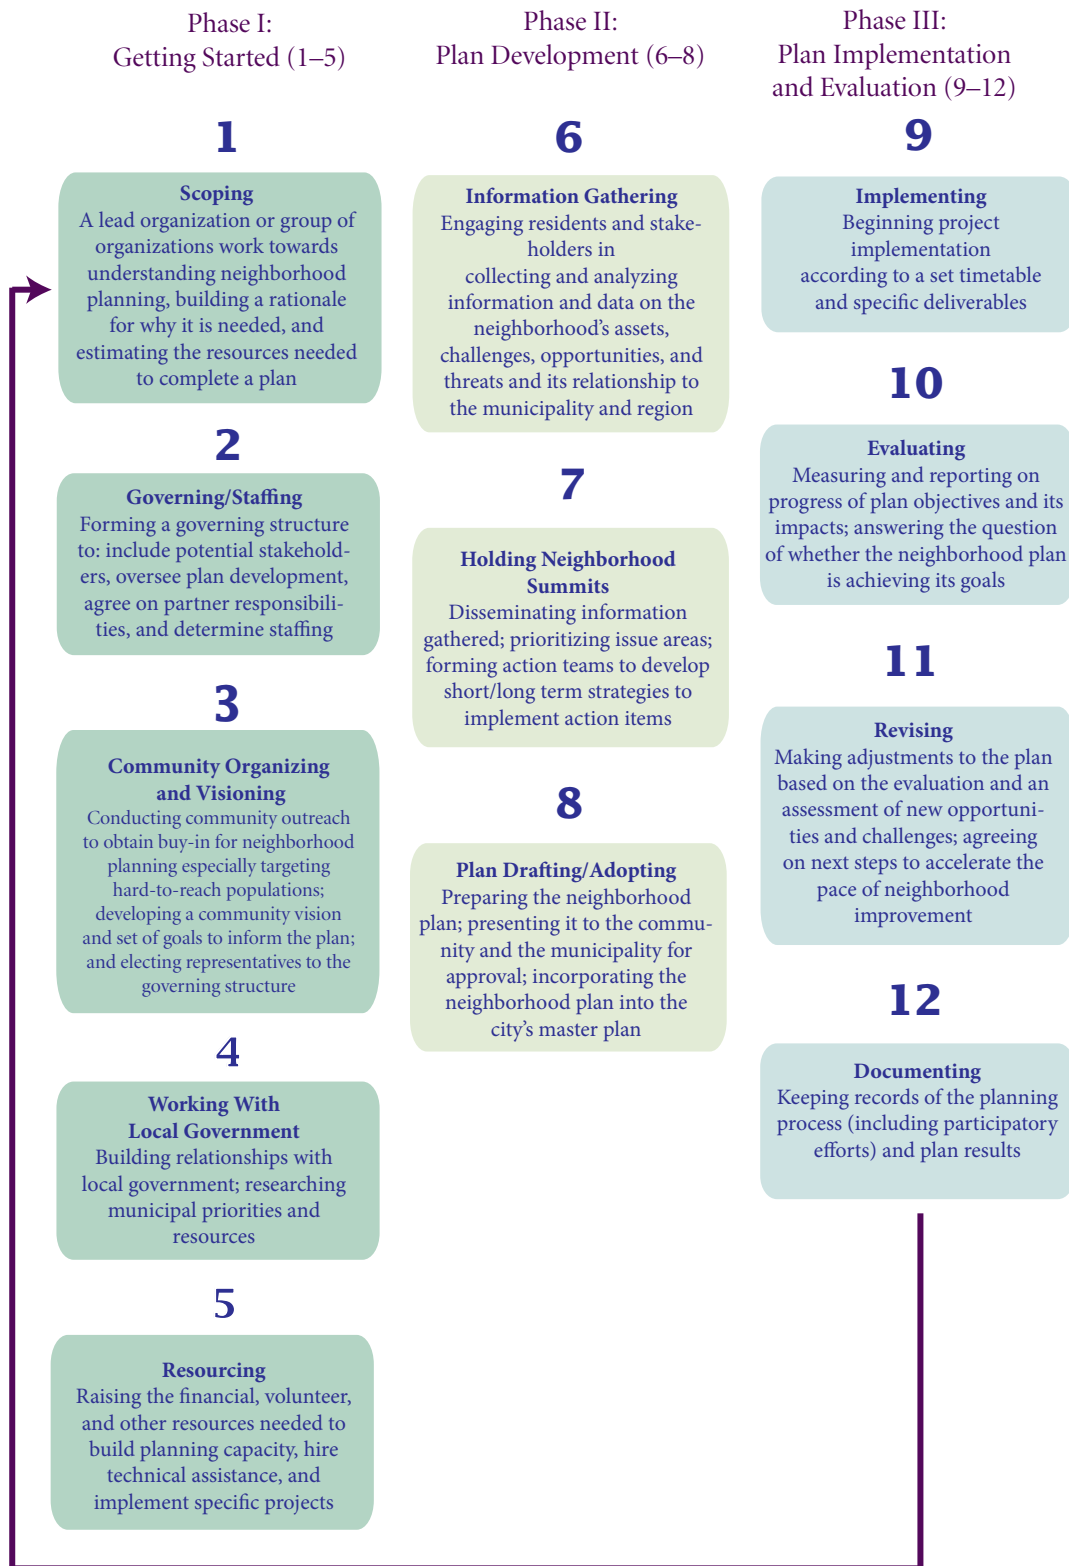 Phase I:
Getting Started (1–5)
1
Scoping
A lead organization or group of
organizations work towards
understanding neighborhood
planning, building a rationale
for why it is needed, and
estimating the resources needed
to complete a plan
2
Governing/Staffing
Forming a governing structure
to: include potential stakehold-
ers, oversee plan development,
agree on partner responsibili-
ties, and determine staffing
3
Community Organizing
and Visioning
Conducting community outreach
to obtain buy-in for neighborhood
planning especially targeting
hard-to-reach populations;
developing a community vision
and set of goals to inform the plan;
and electing representatives to the
governing structure
4
Working With
Local Government
Building relationships with
local government; researching
municipal priorities and
resources
5
Resourcing
Raising the financial, volunteer,
and other resources needed to
build planning capacity, hire
technical assistance, and
implement specific projects
Phase II:
Plan Development (6–8)
6
Information Gathering
Engaging residents and stake-
holders in
collecting and analyzing
information and data on the
neighborhood’s assets,
challenges, opportunities, and
threats and its relationship to
the municipality and region
7
Holding Neighborhood
Summits
Disseminating information
gathered; prioritizing issue areas;
forming action teams to develop
short/long term strategies to
implement action items
8
Plan Drafting/Adopting
Preparing the neighborhood
plan; presenting it to the commu-
nity and the municipality for
approval; incorporating the
neighborhood plan into the
city’s master plan
Phase III:
Plan Implementation
and Evaluation (9–12)
9
Implementing
Beginning project
implementation
according to a set timetable
and specific deliverables
10
Evaluating
Measuring and reporting on
progress of plan objectives and its
impacts; answering the question
of whether the neighborhood plan
is achieving its goals
11
Revising
Making adjustments to the plan
based on the evaluation and an
assessment of new opportuni-
ties and challenges; agreeing
on next steps to accelerate the
pace of neighborhood
improvement
12
Documenting
Keeping records of the planning
process (including participatory
efforts) and plan results